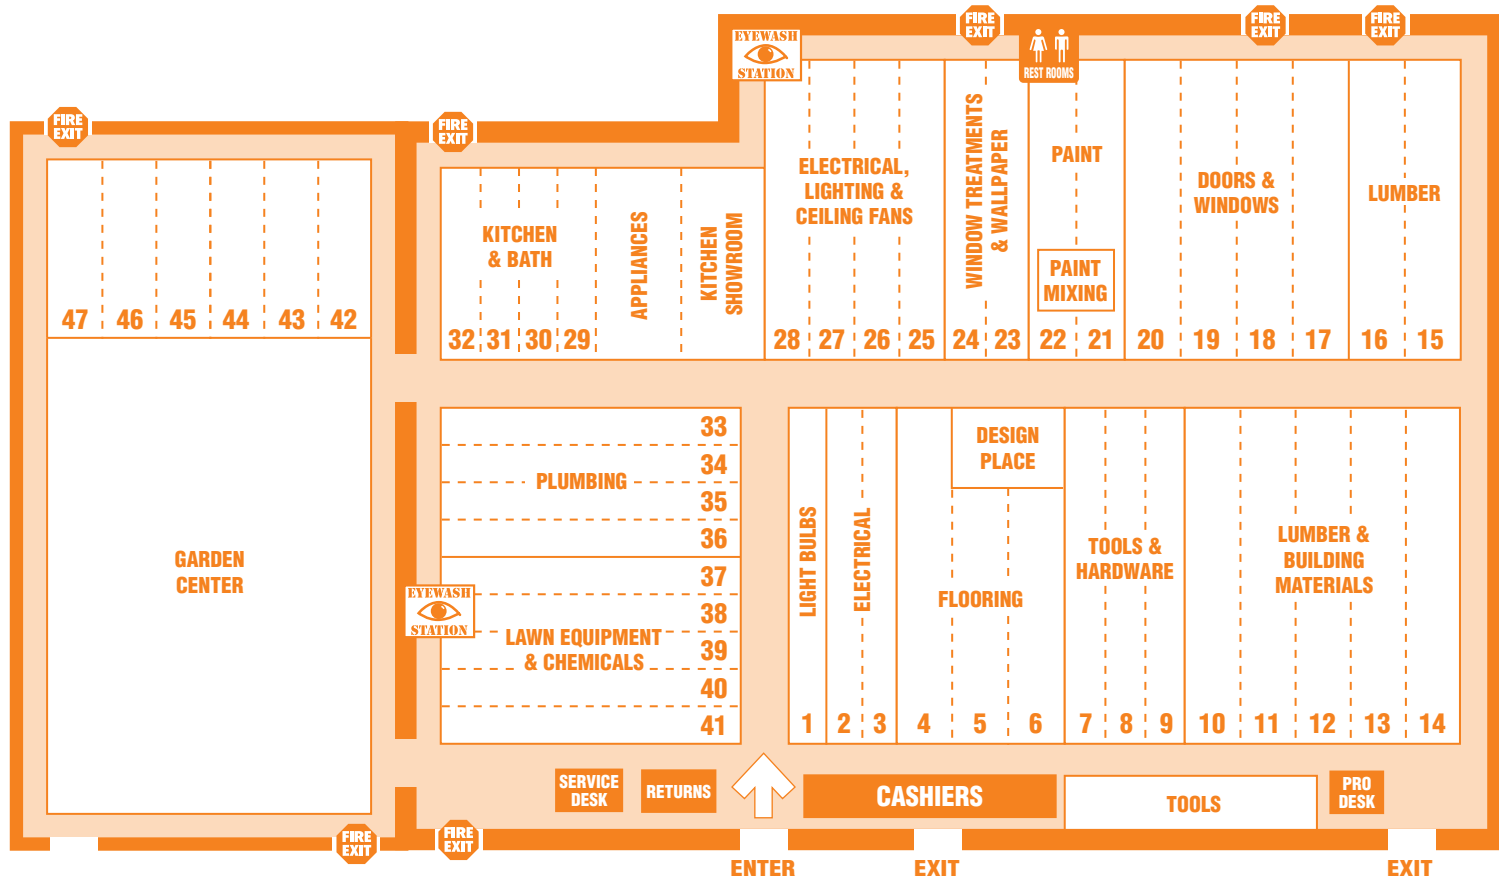 FIRE
EXIT
FIRE
EXIT
FIRE
EXIT
EYEWASH
STATION
REST ROOMS
FIRE
EXIT
FIRE
EXIT
ELECTRICAL,
LIGHTING &
CEILING FANS
WINDOW TREATMENTS
& WALLPAPER
PAINT
PAINT
MIXING
DOORS &
WINDOWS
LUMBER
KITCHEN
& BATH
APPLIANCES
KITCHEN
SHOWROOM
47 46 45 44 43 42
32 31 30 29 28 27 26 25 24 23 22 21 20 19 18 17 16 15
GARDEN
CENTER
33
34
PLUMBING
35
36
37
EYEWASH
STATION
38
LAWN EQUIPMENT
& CHEMICALS
39
40
41
LIGHT BULBS
ELECTRICAL
DESIGN
PLACE
FLOORING
TOOLS &
HARDWARE
LUMBER &
BUILDING
MATERIALS
1 2 3 4 5 6 7 8 9 10 11 12 13 14
SERVICE
DESK
RETURNS
CASHIERS
TOOLS
PRO
DESK
FIRE
EXIT
FIRE
EXIT
ENTER
EXIT
EXIT